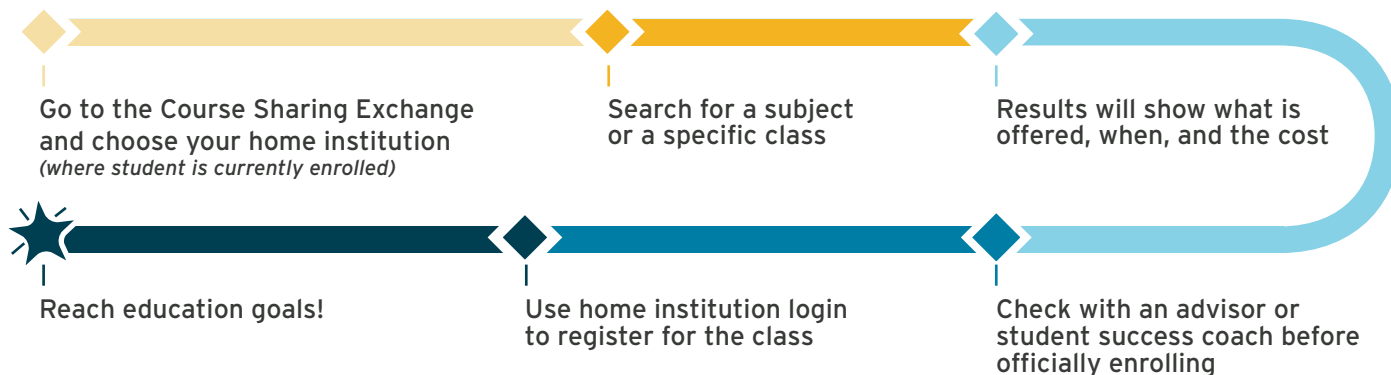 Go to the Course Sharing Exchange
and choose your home institution
(where student is currently enrolled)
Search for a subject
or a specific class
Results will show what is
offered, when, and the cost
Check with an advisor or
student success coach before
officially enrolling
Use home institution login
to register for the class
Reach education goals!